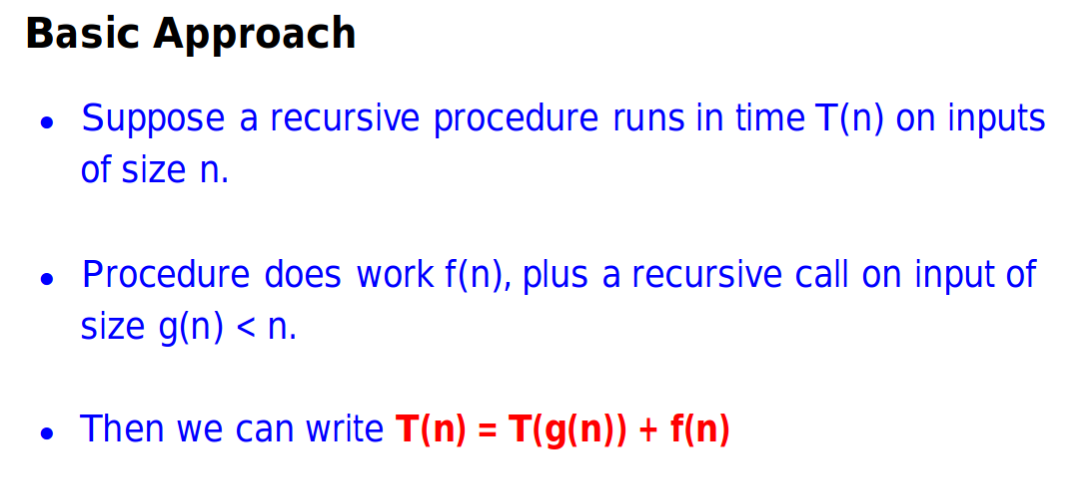 Basic Approach
• Suppose a recursive procedure runs in time T(n) on inputs
of size n.
• Procedure does work f(n), plus a recursive call on input of
size g(n) < n.
• Then we can write T(n) = T(g(n)) + f(n)